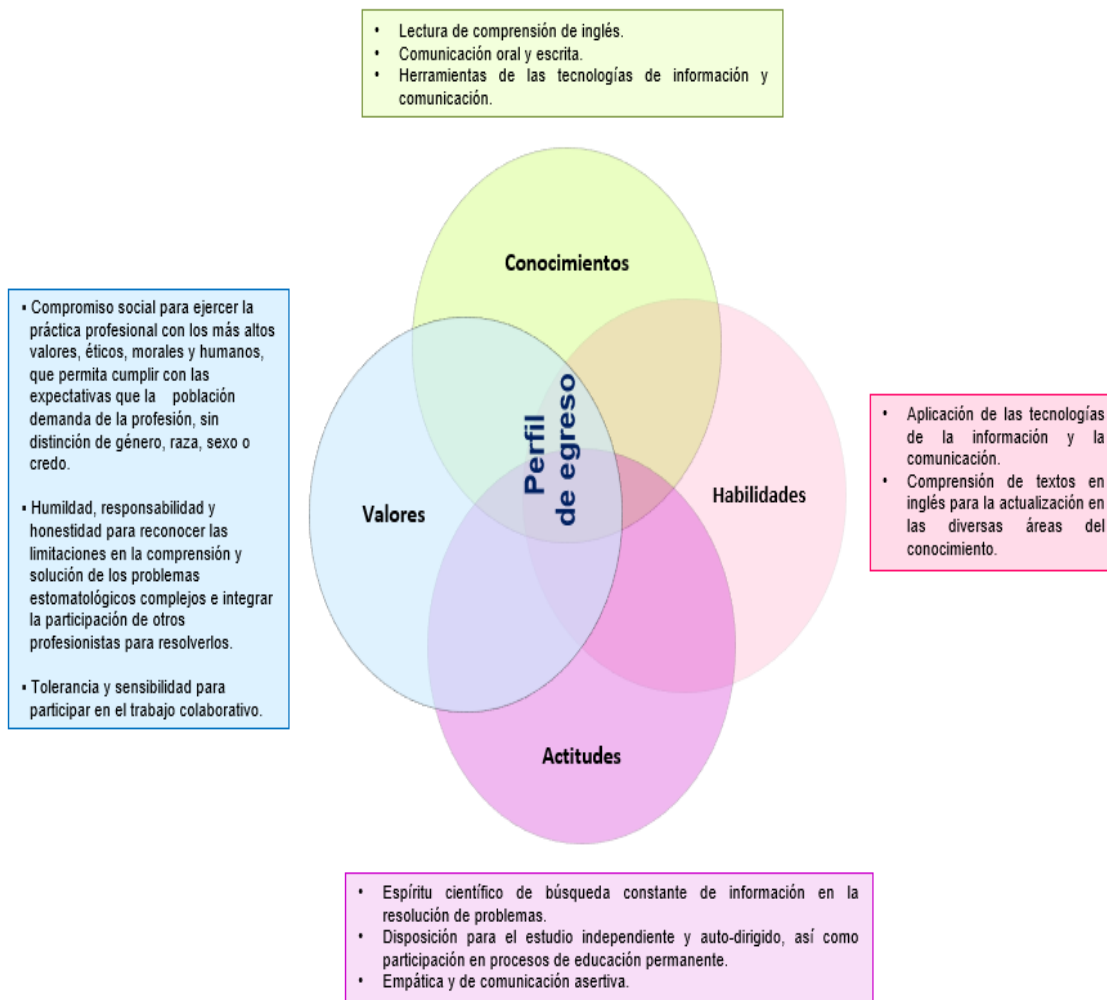 • Lectura de comprensión de inglés.
• Comunicación oral y escrita.
• Herramientas de las tecnologías de información y
comunicación.
Conocimientos
▪ Compromiso social para ejercer la
práctica profesional con los más altos
valores, éticos, morales y humanos,
que permita cumplir con las
expectativas que la población
demanda de la profesión, sin
distinción de género, raza, sexo o
credo.
▪ Humildad, responsabilidad y
honestidad para reconocer las
limitaciones en la comprensión y
solución de los problemas
estomatológicos complejos e integrar
la participación de otros
profesionistas para resolverlos.
▪ Tolerancia y sensibilidad para
participar en el trabajo colaborativo.
Valores
Perfil
de egreso
Habilidades
• Aplicación de las tecnologías
de la información y la
comunicación.
• Comprensión de textos en
inglés para la actualización en
las diversas áreas del
conocimiento.
Actitudes
• Espíritu científico de búsqueda constante de información en la
resolución de problemas.
• Disposición para el estudio independiente y auto-dirigido, así como
participación en procesos de educación permanente.
• Empática y de comunicación asertiva.